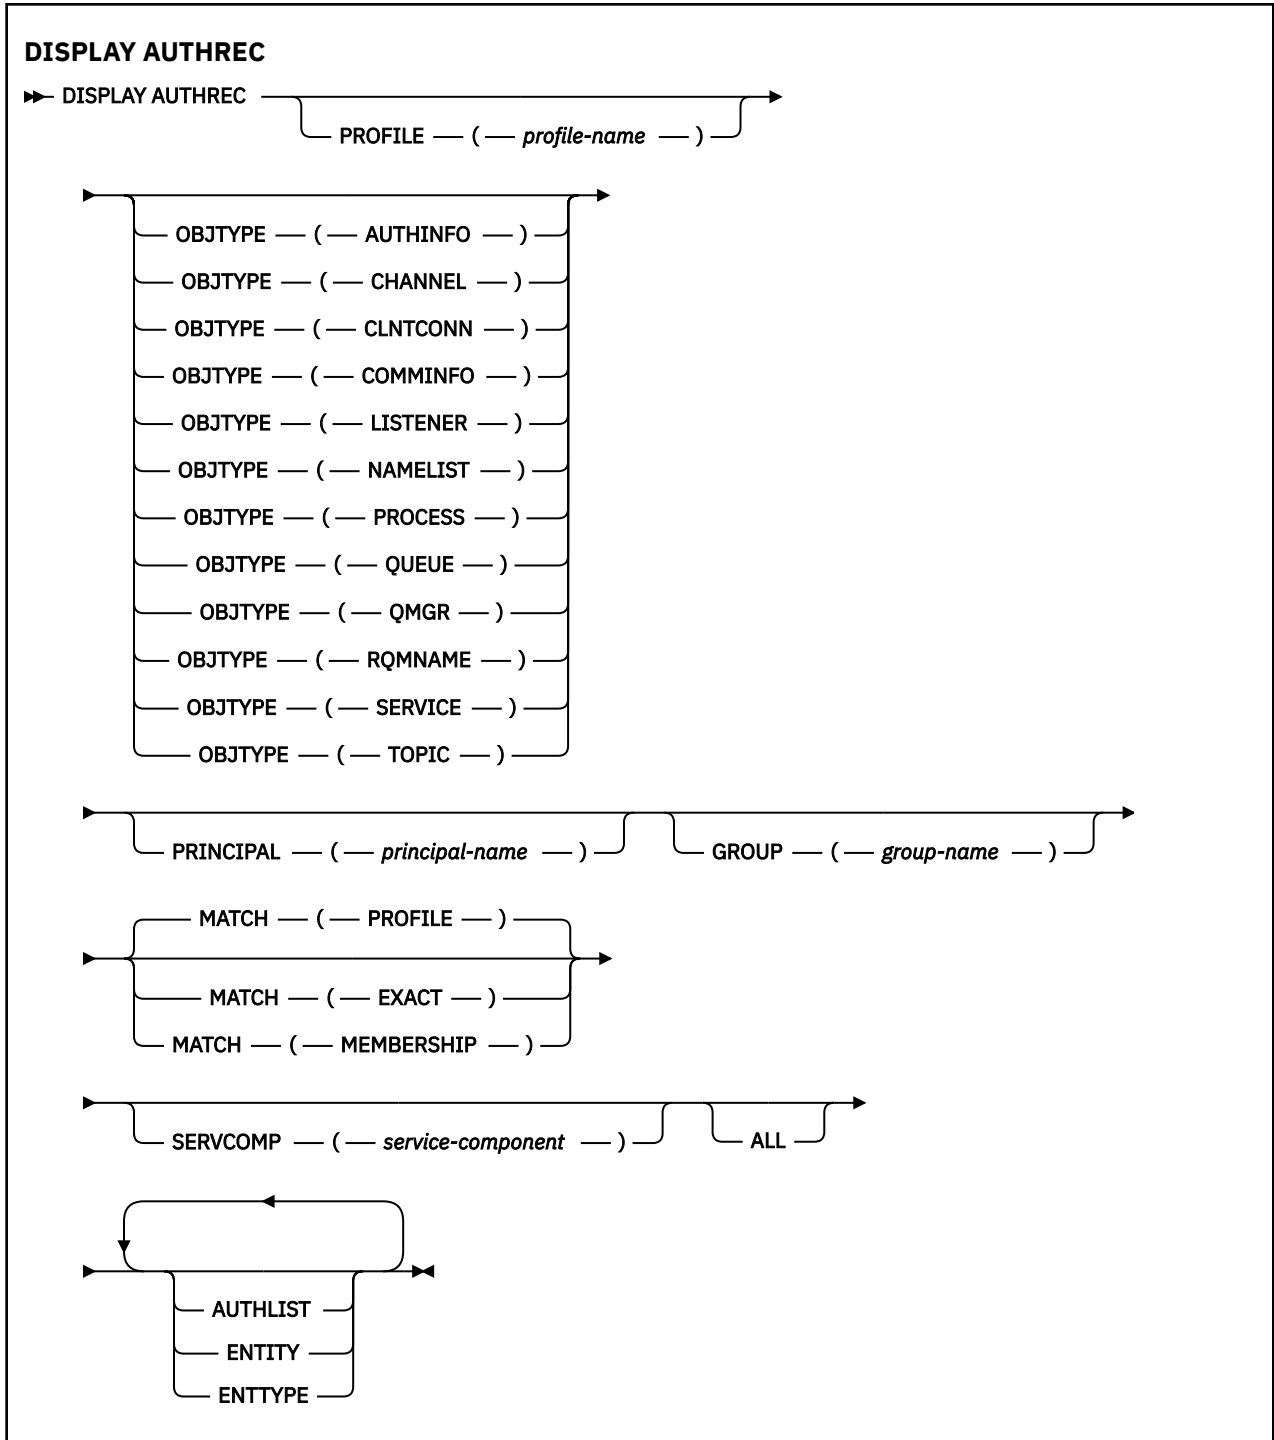 DISPLAY AUTHREC
DISPLAY AUTHREC
PROFILE ( profile-name )
OBJTYPE ( AUTHINFO )
OBJTYPE ( CHANNEL )
OBJTYPE ( CLNTCONN )
OBJTYPE ( COMMINFO )
OBJTYPE ( LISTENER )
OBJTYPE ( NAMELIST )
OBJTYPE ( PROCESS )
OBJTYPE ( QUEUE )
OBJTYPE ( QMGR )
OBJTYPE ( RQMNAME )
OBJTYPE ( SERVICE )
OBJTYPE ( TOPIC )
PRINCIPAL ( principal-name ) GROUP ( group-name )
MATCH ( PROFILE )
MATCH ( EXACT )
MATCH ( MEMBERSHIP )
SERVCOMP ( service-component ) ALL
AUTHLIST
ENTITY
ENTTYPE